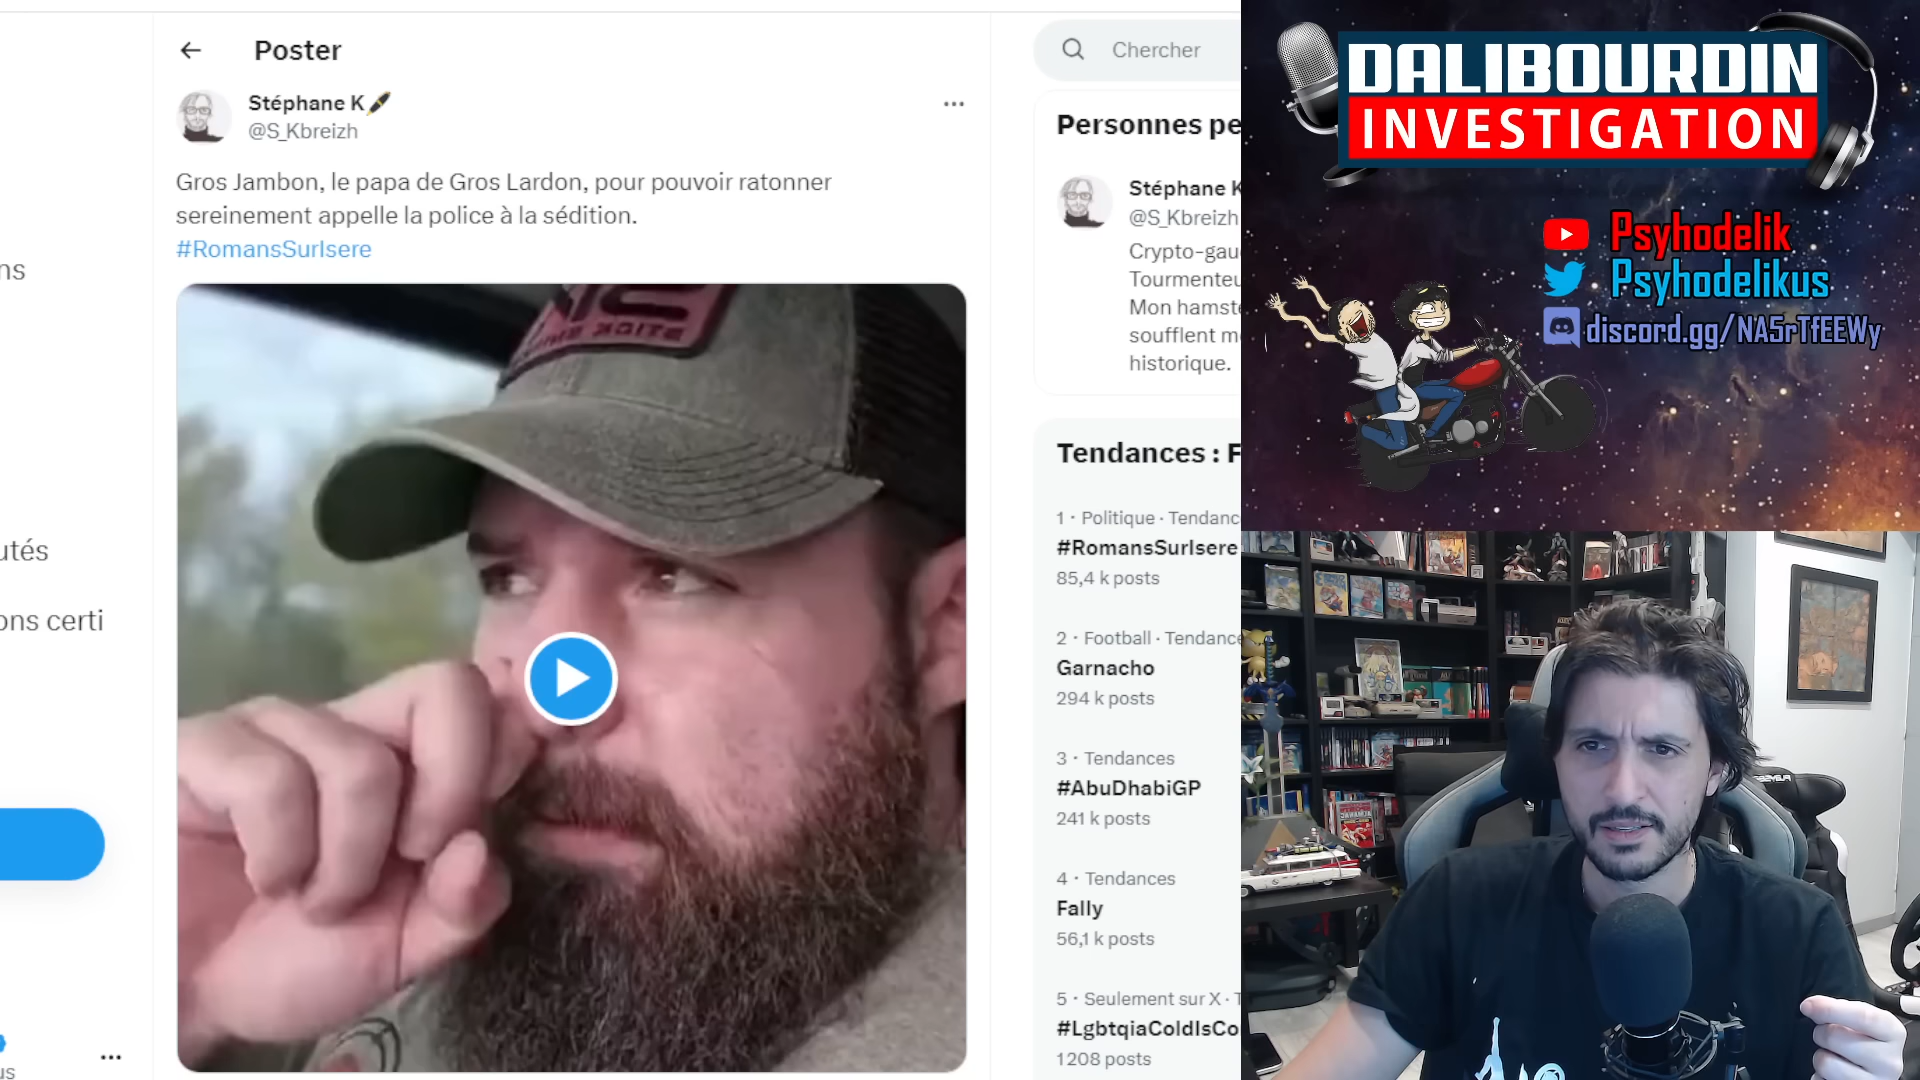 Poster
Stéphane K
@S_Kbreizh
Gros Jambon, le papa de Gros Lardon, pour pouvoir ratonner
sereinement appelle la police à la sédition.
#RomansSurIsere
ns
utés
ons certi
us
Chercher
Personnes pe
Stéphane K
@S_Kbreizh
Crypto-gau
Tourmenteu
Mon hamste
soufflent m
historique.
Tendances : F
1 · Politique · Tendanc
#RomansSurIsere
85,4 k posts
2 · Football · Tendance
Garnacho
294 k posts
3 · Tendances
#AbuDhabiGP
241 k posts
4 · Tendances
Fally
56,1 k posts
5 · Seulement sur X · T
#LgbtqiaColdIsCo
1208 posts
DALIBOURDIN
INVESTIGATION
Psyhodelik
Psyhodelikus
discord.gg/NA5rTfEEWy